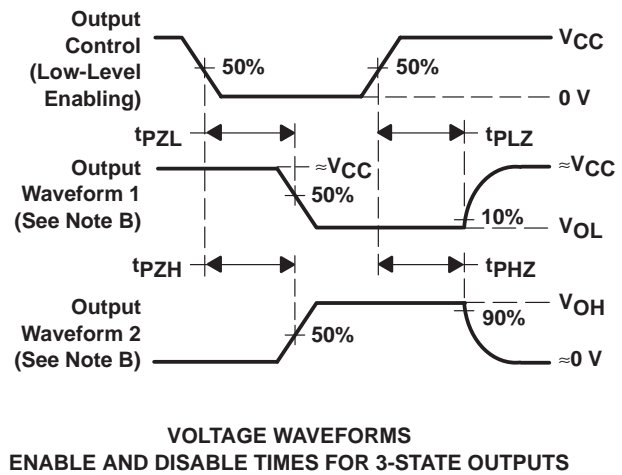 Output
Control
(Low-Level
Enabling)
50%
50%
VCC
0 V
tPZL
tPLZ
Output
Waveform 1
(See Note B)
≈VCC
50%
≈VCC
10%
VOL
tPZH
tPHZ
Output
Waveform 2
(See Note B)
50%
VOH
90%
≈0 V
VOLTAGE WAVEFORMS
ENABLE AND DISABLE TIMES FOR 3-STATE OUTPUTS